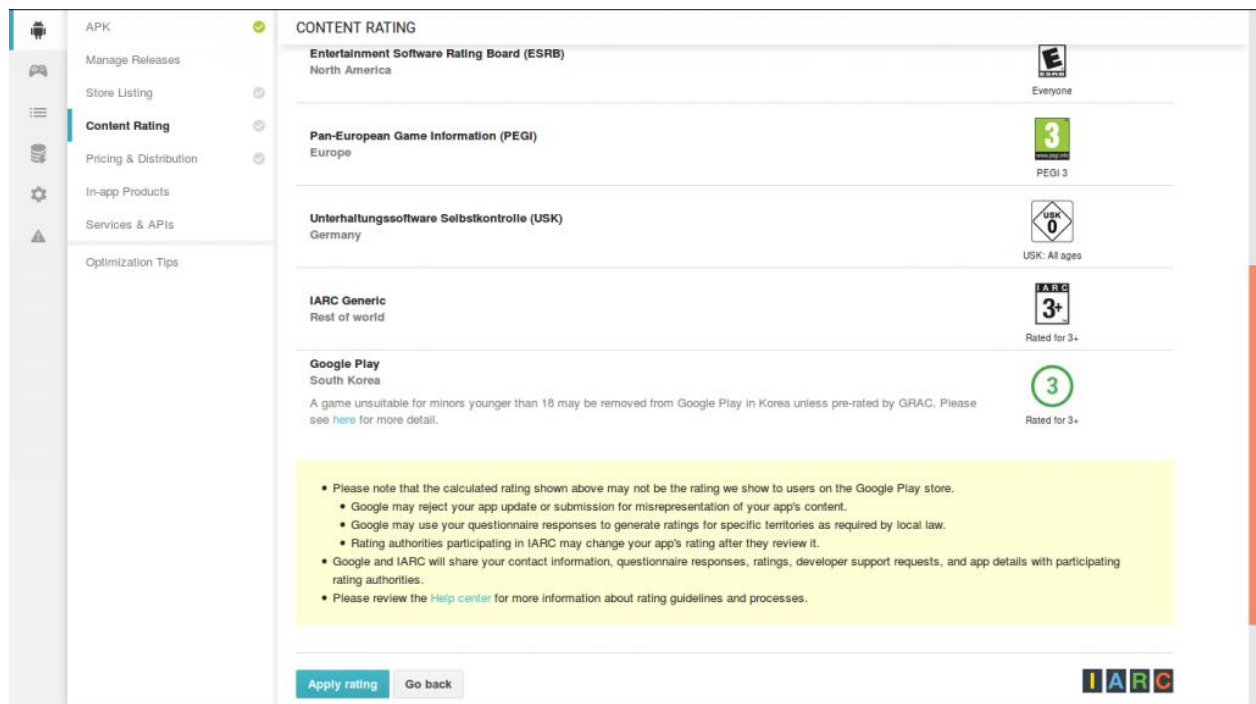 APK
Manage Releases
Store Listing
Content Rating
Pricing & Distribution
In-app Products
Services & APIs
Optimization Tips
CONTENT RATING
Entertainment Software Rating Board (ESRB)
North America
E
ESRB
Everyone
Pan-European Game Information (PEGI)
Europe
3
www.pegi.info
PEGI 3
Unterhaltungssoftware Selbstkontrolle (USK)
Germany
USK
0
USK: All ages
IARC Generic
Rest of world
IARC
3+
Rated for 3+
Google Play
South Korea
A game unsuitable for minors younger than 18 may be removed from Google Play in Korea unless pre-rated by GRAC. Please
see here for more detail.
3
Rated for 3+
• Please note that the calculated rating shown above may not be the rating we show to users on the Google Play store.
• Google may reject your app update or submission for misrepresentation of your app's content.
• Google may use your questionnaire responses to generate ratings for specific territories as required by local law.
• Rating authorities participating in IARC may change your app's rating after they review it.
• Google and IARC will share your contact information, questionnaire responses, ratings, developer support requests, and app details with participating
rating authorities.
• Please review the Help center for more information about rating guidelines and processes.
Apply rating
Go back
IARC